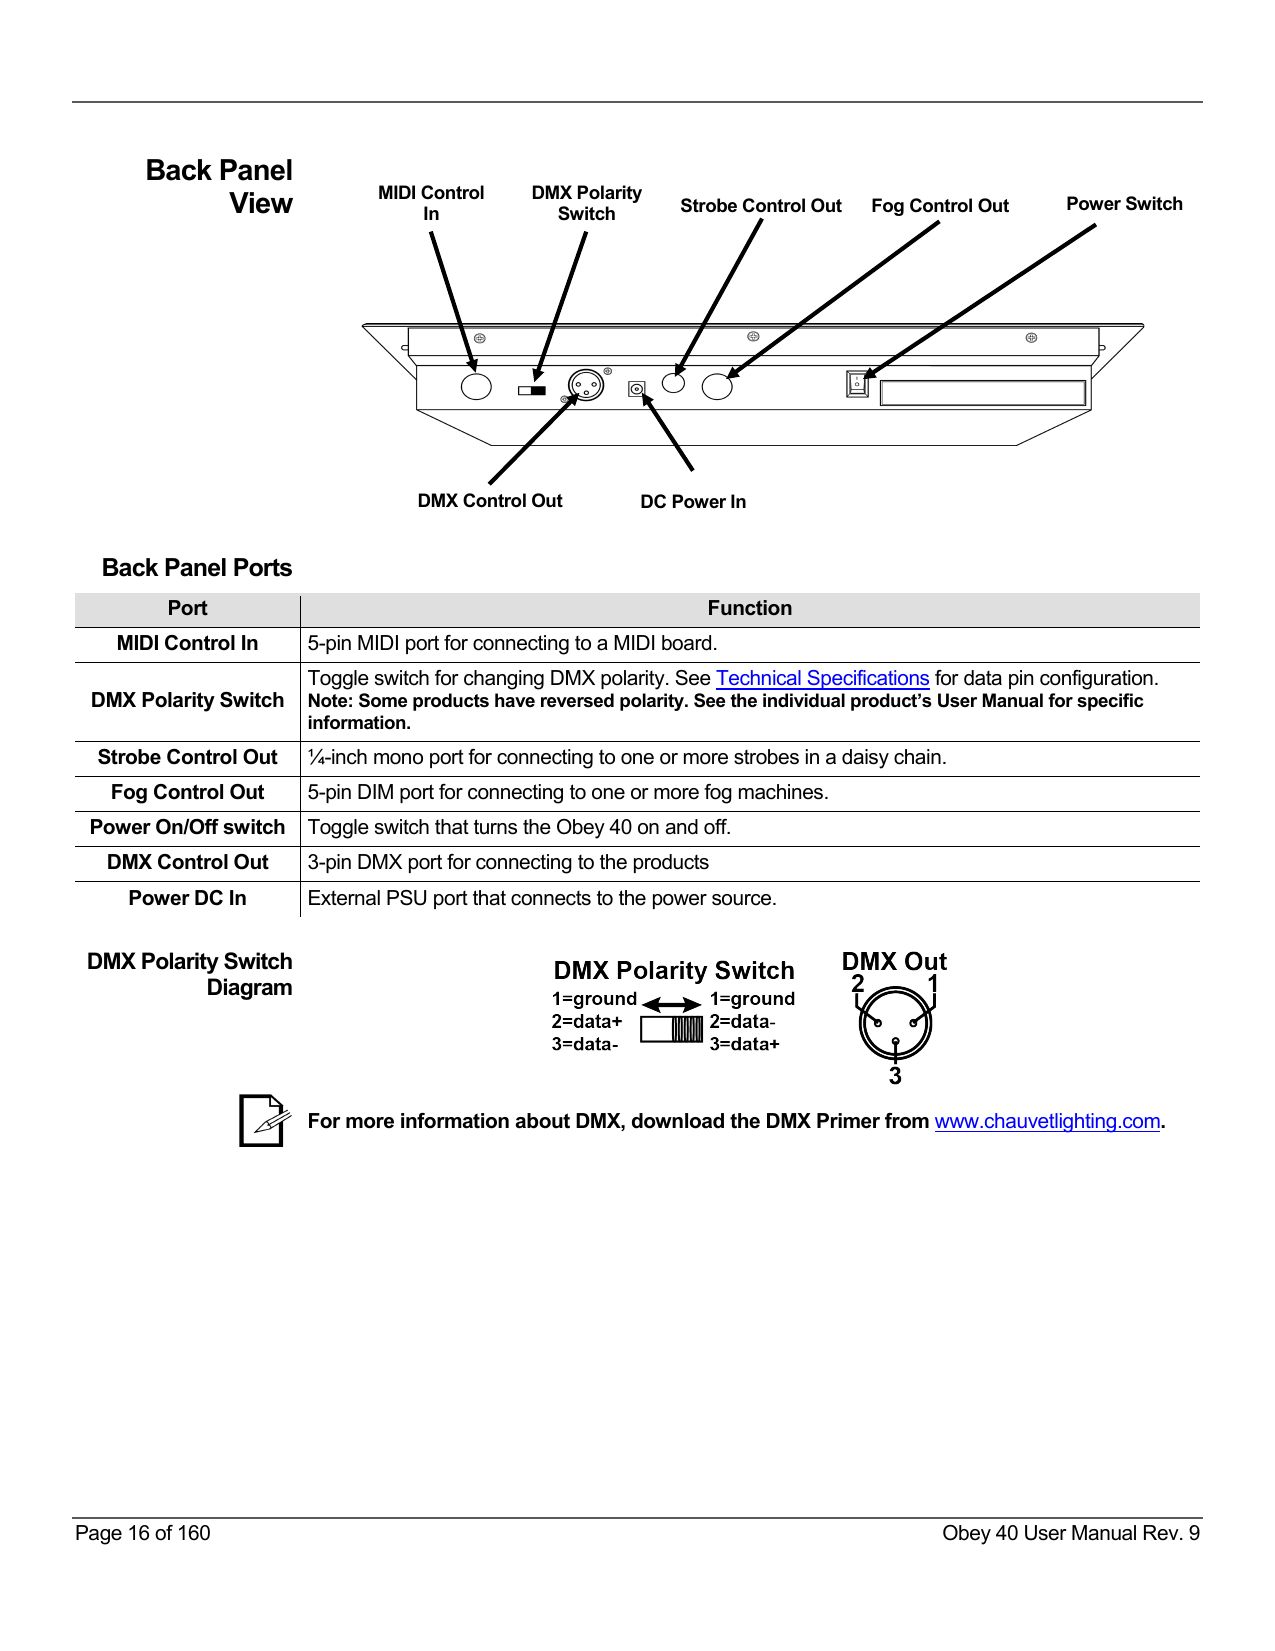 Back Panel
View
MIDI Control
In
DMX Polarity
Switch
Strobe Control Out
Fog Control Out
Power Switch
DMX Control Out
DC Power In
Back Panel Ports
Port Function
MIDI Control In 5-pin MIDI port for connecting to a MIDI board.
DMX Polarity Switch
Toggle switch for changing DMX polarity. See Technical Specifications for data pin configuration.
Note: Some products have reversed polarity. See the individual product’s User Manual for specific
information.
Strobe Control Out ¼-inch mono port for connecting to one or more strobes in a daisy chain.
Fog Control Out 5-pin DIM port for connecting to one or more fog machines.
Power On/Off switch Toggle switch that turns the Obey 40 on and off.
DMX Control Out 3-pin DMX port for connecting to the products
Power DC In External PSU port that connects to the power source.
DMX Polarity Switch
Diagram
DMX Polarity Switch
1=ground 1=ground
2=data+ 2=data-
3=data- 3=data+
DMX Out
2 1
3
For more information about DMX, download the DMX Primer from www.chauvetlighting.com.
Page 16 of 160 Obey 40 User Manual Rev. 9